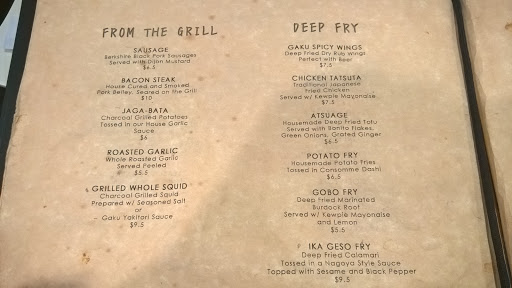 FROM THE GRILL
SAUSAGE
Berkshire Black Pork Sausages
Served with Dijon Mustard
$6.5
BACON STEAK
House Cured and Smoked
Pork Belley, Seared on the Grill
$10
JAGA-BATA
Charcoal Grilled Potatoes
Tossed in our House Garlic
Sauce
$6
ROASTED GARLIC
Whole Roasted Garlic
Served Peeled
$5.5
GRILLED WHOLE SQUID
Charcoal Grilled Squid
Prepared w/ Seasoned Salt
or
Gaku Yakitori Sauce
$9.5
DEEP FRY
GAKU SPICY WINGS
Deep Fried Dry Rub Wings
Perfect with Beer
$7.5
CHICKEN TATSUTA
Traditional Japanese
Fried Chicken
Served w/ Kewpie Mayonaise
$7.5
ATSUAGE
Housemade Deep Fried Tofu
Served with Bonito Flakes,
Green Onions, Grated Ginger
$6.5
POTATO FRY
Housemade Potato Fries
Tossed in Consomme Dashi
$6.5
GOBO FRY
Deep Fried Marinated
Burdock Root
Served w/ Kewpie Mayonaise
and Lemon
$5.5
IKA GESO FRY
Deep Fried Calamari
Tossed in a Nagoya Style Sauce
Topped with Sesame and Black Pepper
$9.5